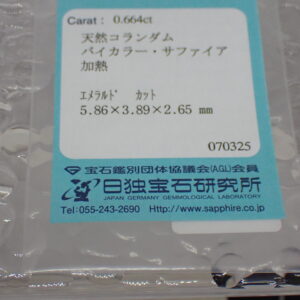 Carat : 0.664ct
天然コランダム
バイカラー・サファイア
加熱
エメラルド カット
5.86×3.89×2.65 mm
070325
宝石鑑別団体協議会(AGL)会員
日独宝石研究所
JAPAN GERMANY GEMMOLOGICAL LABORATORY
Tel:055-243-2690 http://www.sapphire.co.jp